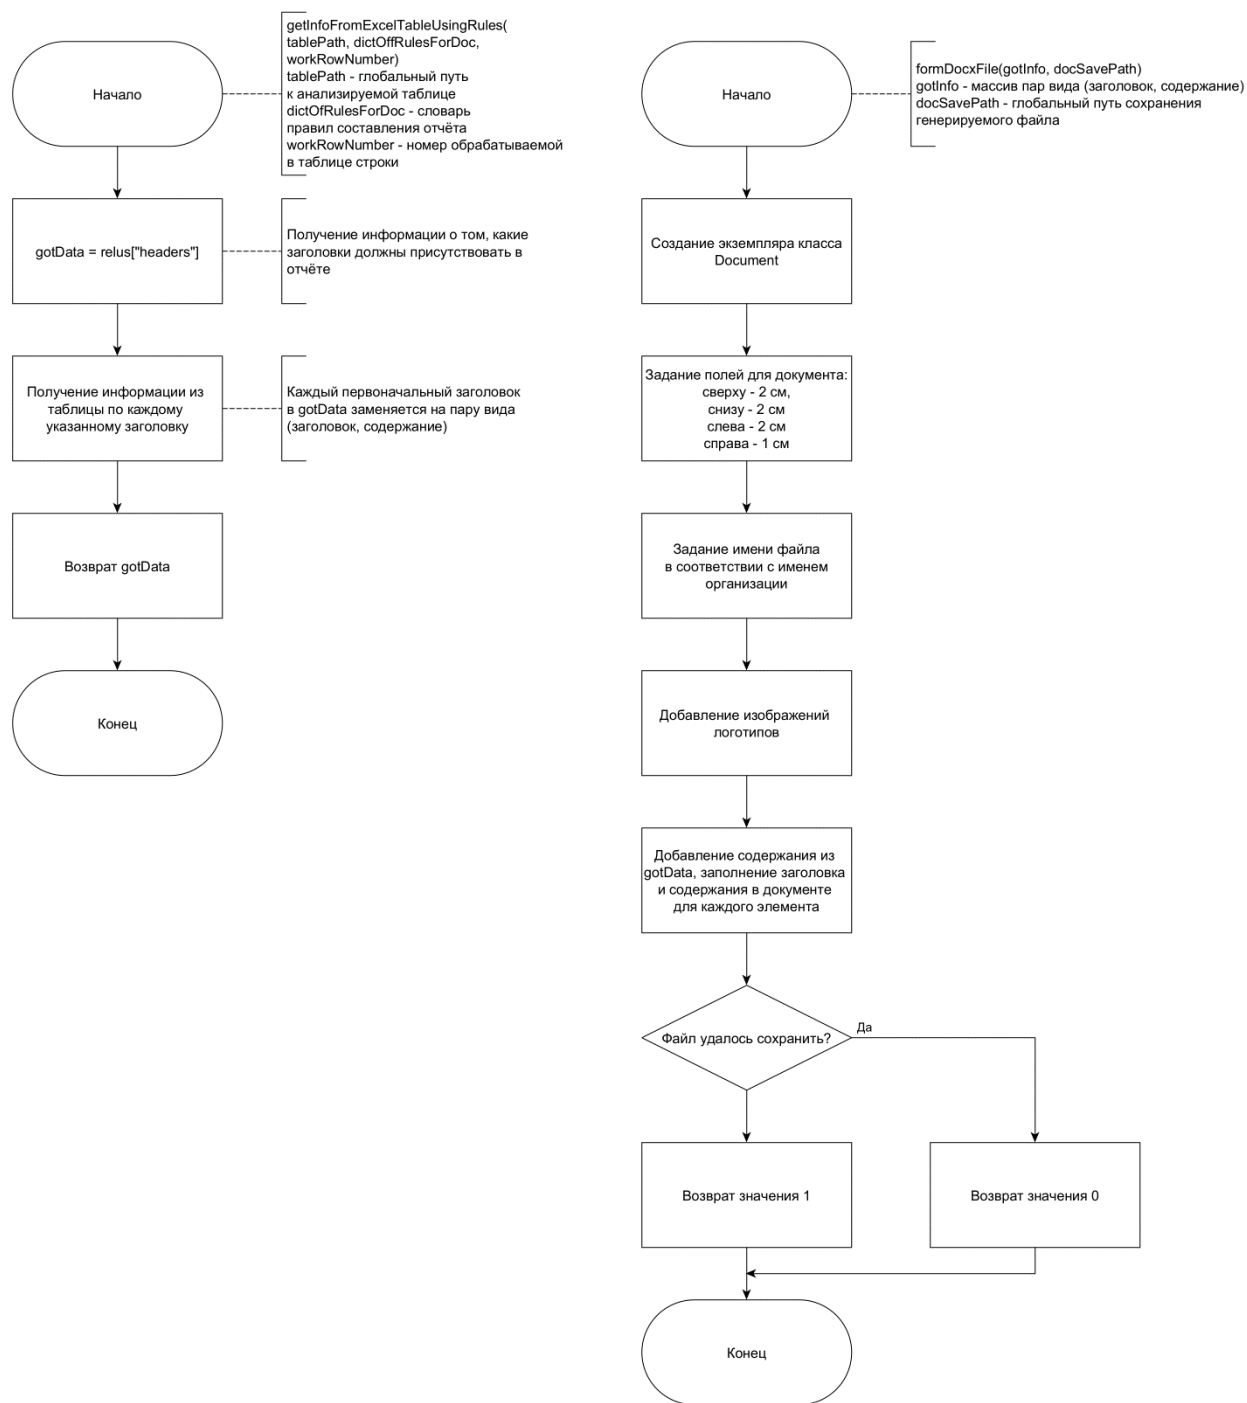 Начало
getInfoFromExcelTableUsingRules(
tablePath, dictOffRulesForDoc,
workRowNumber)
tablePath - глобальный путь
к анализируемой таблице
dictOfRulesForDoc - словарь
правил составления отчёта
workRowNumber - номер обрабатываемой
в таблице строки
gotData = relus["headers"]
Получение информации о том, какие
заголовки должны присутствовать в
отчёте
Получение информации из
таблицы по каждому
указанному заголовку
Каждый первоначальный заголовок
в gotData заменяется на пару вида
(заголовок, содержание)
Возврат gotData
Конец
Начало
formDocxFile(gotInfo, docSavePath)
gotInfo - массив пар вида (заголовок, содержание)
docSavePath - глобальный путь сохранения
генерируемого файла
Создание экземпляра класса
Document
Задание полей для документа:
сверху - 2 см,
снизу - 2 см
слева - 2 см
справа - 1 см
Задание имени файла
в соответствии с именем
организации
Добавление изображений
логотипов
Добавление содержания из
gotData, заполнение заголовка
и содержания в документе
для каждого элемента
Файл удалось сохранить?
Да
Возврат значения 1
Возврат значения 0
Конец